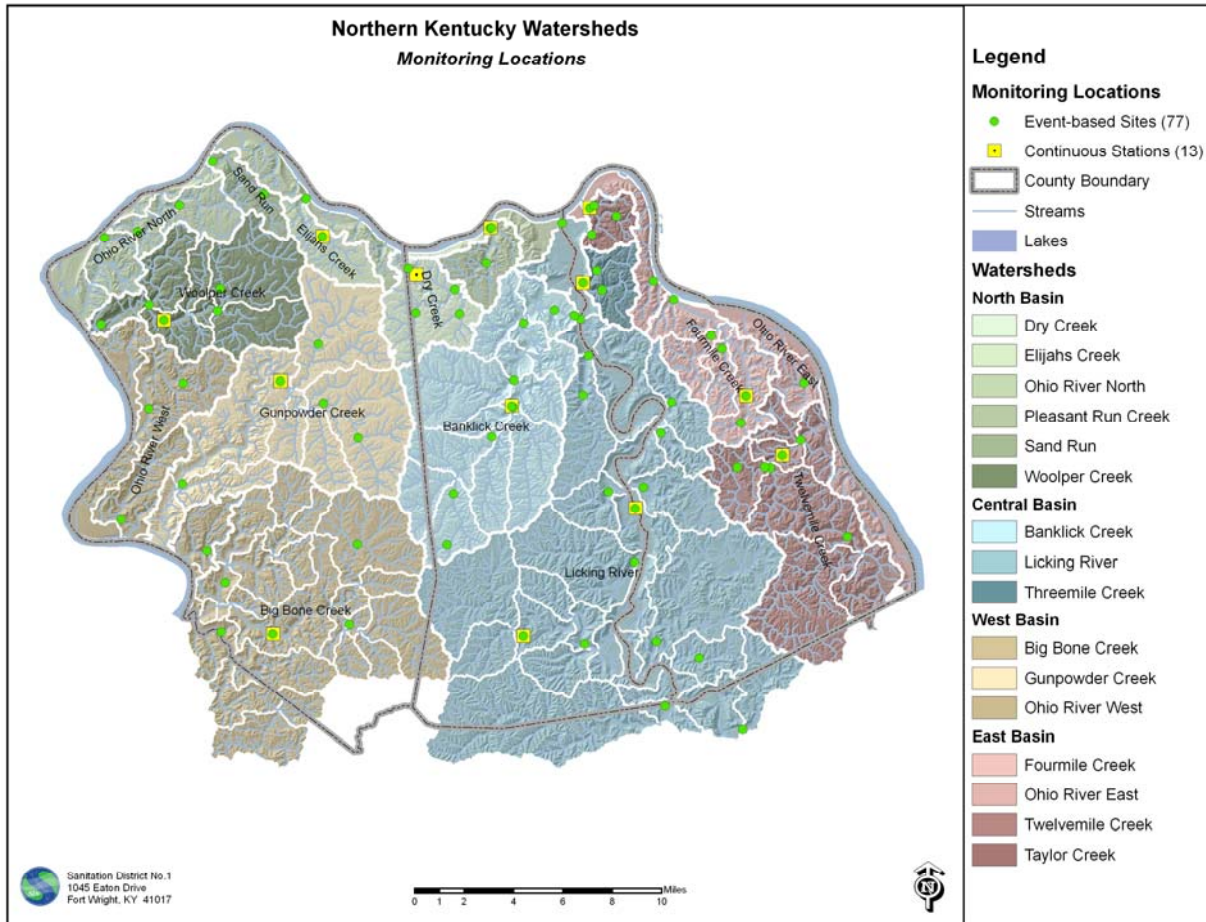 Northern Kentucky Watersheds
Monitoring Locations
Sand Run
Ohio River North
Elijahs Creek
Woolper Creek
Dry Creek
Fourmile Creek
Ohio River East
Gunpowder Creek
Banklick Creek
Ohio River West
Twelvemile Creek
Licking River
Big Bone Creek
Sanitation District No.1
1045 Eaton Drive
Fort Wright, KY 41017
Miles
0 2 4 6 8 10
N
Legend
Monitoring Locations
Event-based Sites (77)
Continuous Stations (13)
County Boundary
Streams
Lakes
Watersheds
North Basin
Dry Creek
Elijahs Creek
Ohio River North
Pleasant Run Creek
Sand Run
Woolper Creek
Central Basin
Banklick Creek
Licking River
Threemile Creek
West Basin
Big Bone Creek
Gunpowder Creek
Ohio River West
East Basin
Fourmile Creek
Ohio River East
Twelvemile Creek
Taylor Creek